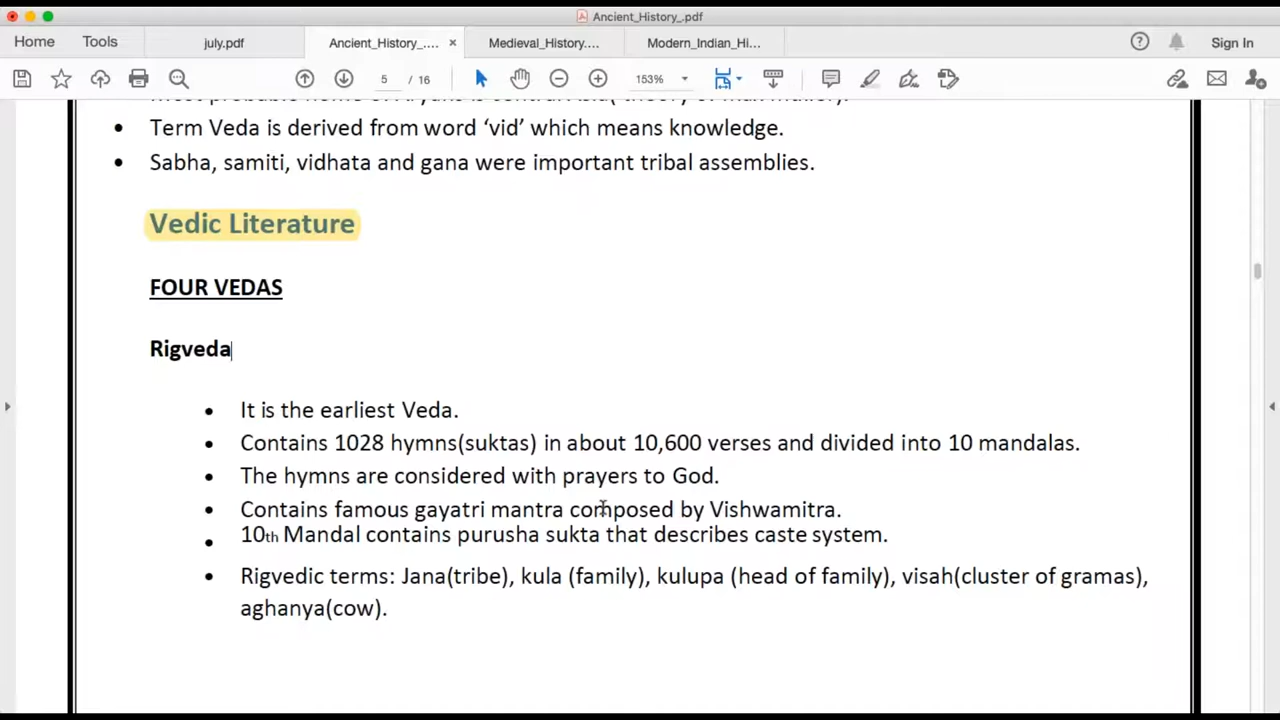 Ancient_History_.pdf
Home Tools july.pdf Ancient_History_.... × Medieval_History.... Modern_Indian_Hi... Sign In
5 / 16 153%
• Term Veda is derived from word ‘vid’ which means knowledge.
• Sabha, samiti, vidhata and gana were important tribal assemblies.
Vedic Literature
FOUR VEDAS
Rigveda
• It is the earliest Veda.
• Contains 1028 hymns(suktas) in about 10,600 verses and divided into 10 mandalas.
• The hymns are considered with prayers to God.
• Contains famous gayatri mantra composed by Vishwamitra.
• 10th Mandal contains purusha sukta that describes caste system.
• Rigvedic terms: Jana(tribe), kula (family), kulupa (head of family), visah(cluster of gramas),
aghanya(cow).